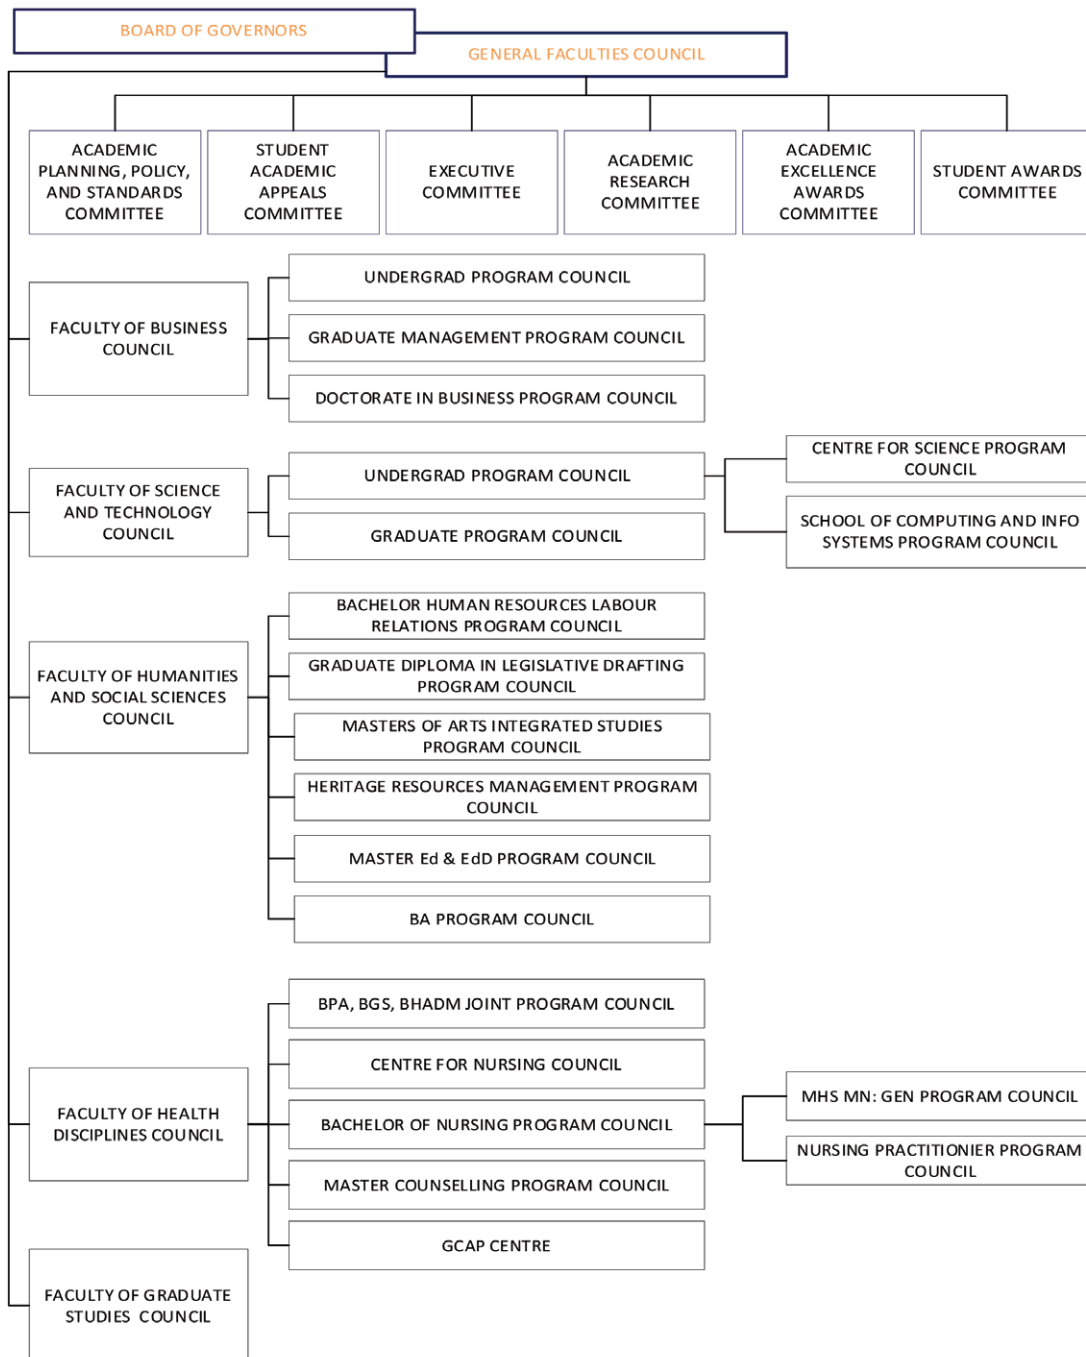 BOARD OF GOVERNORS
GENERAL FACULTIES COUNCIL
ACADEMIC
PLANNING, POLICY,
AND STANDARDS
COMMITTEE
STUDENT
ACADEMIC
APPEALS
COMMITTEE
EXECUTIVE
COMMITTEE
ACADEMIC
RESEARCH
COMMITTEE
ACADEMIC
EXCELLENCE
AWARDS
COMMITTEE
STUDENT AWARDS
COMMITTEE
FACULTY OF BUSINESS
COUNCIL
UNDERGRAD PROGRAM COUNCIL
GRADUATE MANAGEMENT PROGRAM COUNCIL
DOCTORATE IN BUSINESS PROGRAM COUNCIL
FACULTY OF SCIENCE
AND TECHNOLOGY
COUNCIL
UNDERGRAD PROGRAM COUNCIL
GRADUATE PROGRAM COUNCIL
CENTRE FOR SCIENCE PROGRAM
COUNCIL
SCHOOL OF COMPUTING AND INFO
SYSTEMS PROGRAM COUNCIL
FACULTY OF HUMANITIES
AND SOCIAL SCIENCES
COUNCIL
BACHELOR HUMAN RESOURCES LABOUR
RELATIONS PROGRAM COUNCIL
GRADUATE DIPLOMA IN LEGISLATIVE DRAFTING
PROGRAM COUNCIL
MASTERS OF ARTS INTEGRATED STUDIES
PROGRAM COUNCIL
HERITAGE RESOURCES MANAGEMENT PROGRAM
COUNCIL
MASTER Ed & EdD PROGRAM COUNCIL
BA PROGRAM COUNCIL
FACULTY OF HEALTH
DISCIPLINES COUNCIL
BPA, BGS, BHADM JOINT PROGRAM COUNCIL
CENTRE FOR NURSING COUNCIL
BACHELOR OF NURSING PROGRAM COUNCIL
MASTER COUNSELLING PROGRAM COUNCIL
GCAP CENTRE
MHS MN: GEN PROGRAM COUNCIL
NURSING PRACTITIONIER PROGRAM
COUNCIL
FACULTY OF GRADUATE
STUDIES COUNCIL